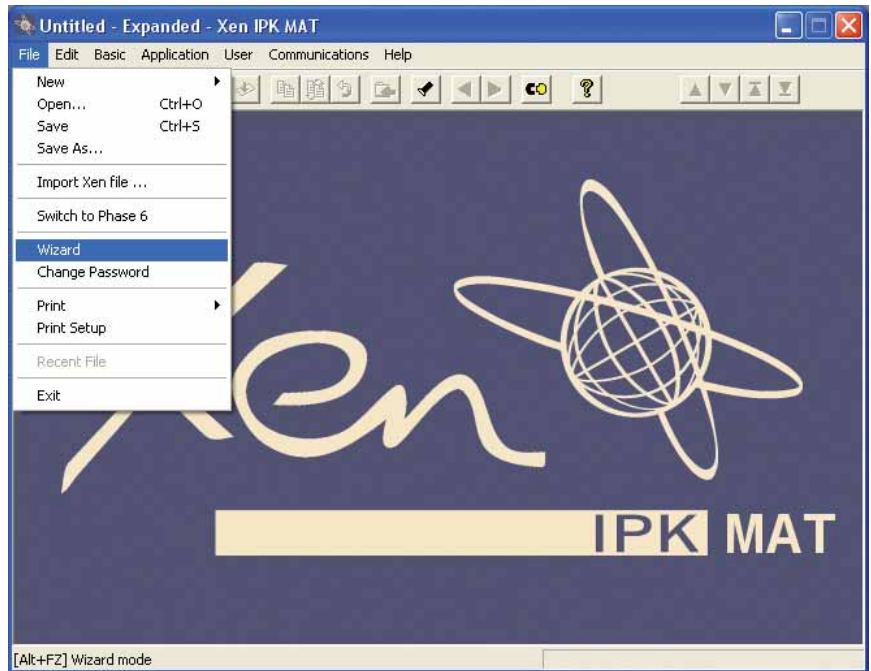 Untitled - Expanded - Xen IPK MAT
File Edit Basic Application User Communications Help
New
Open... Ctrl+O
Save Ctrl+S
Save As...
Import Xen file ...
Switch to Phase 6
Wizard
Change Password
Print
Print Setup
Recent File
Exit
Xen
IPK MAT
[Alt+FZ] Wizard mode